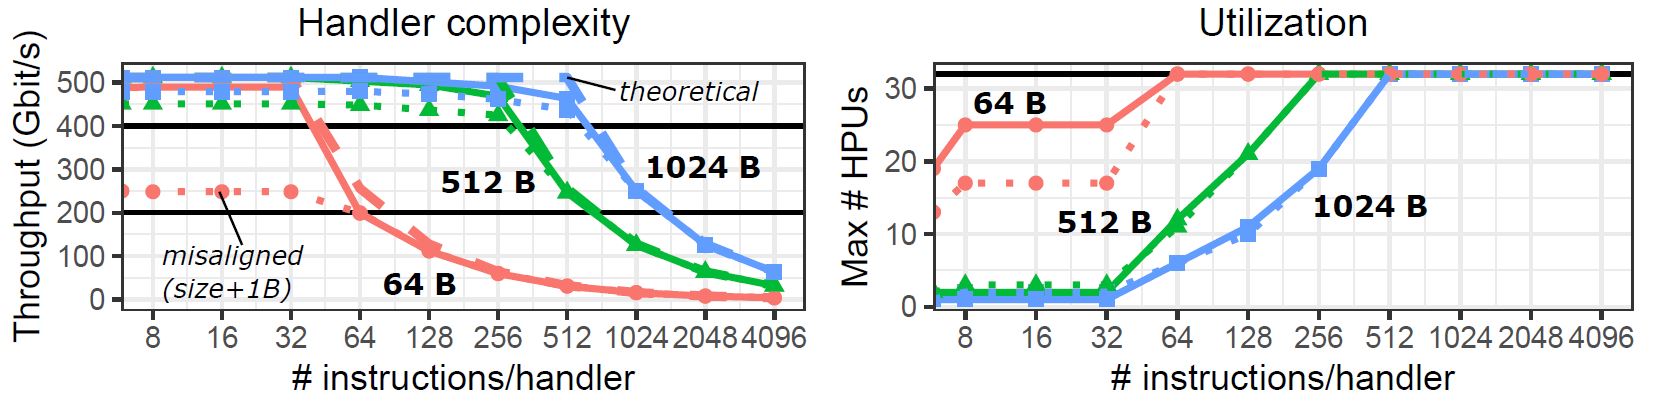 Handler complexity
Throughput (Gbit/s)
500
400
300
200
100
0
theoretical
1024 B
512 B
misaligned
(size+1B)
64 B
8 16 32 64 128 256 512 1024 2048 4096
# instructions/handler
Utilization
Max # HPUs
30
20
10
0
64 B
512 B
1024 B
8 16 32 64 128 256 512 1024 2048 4096
# instructions/handler